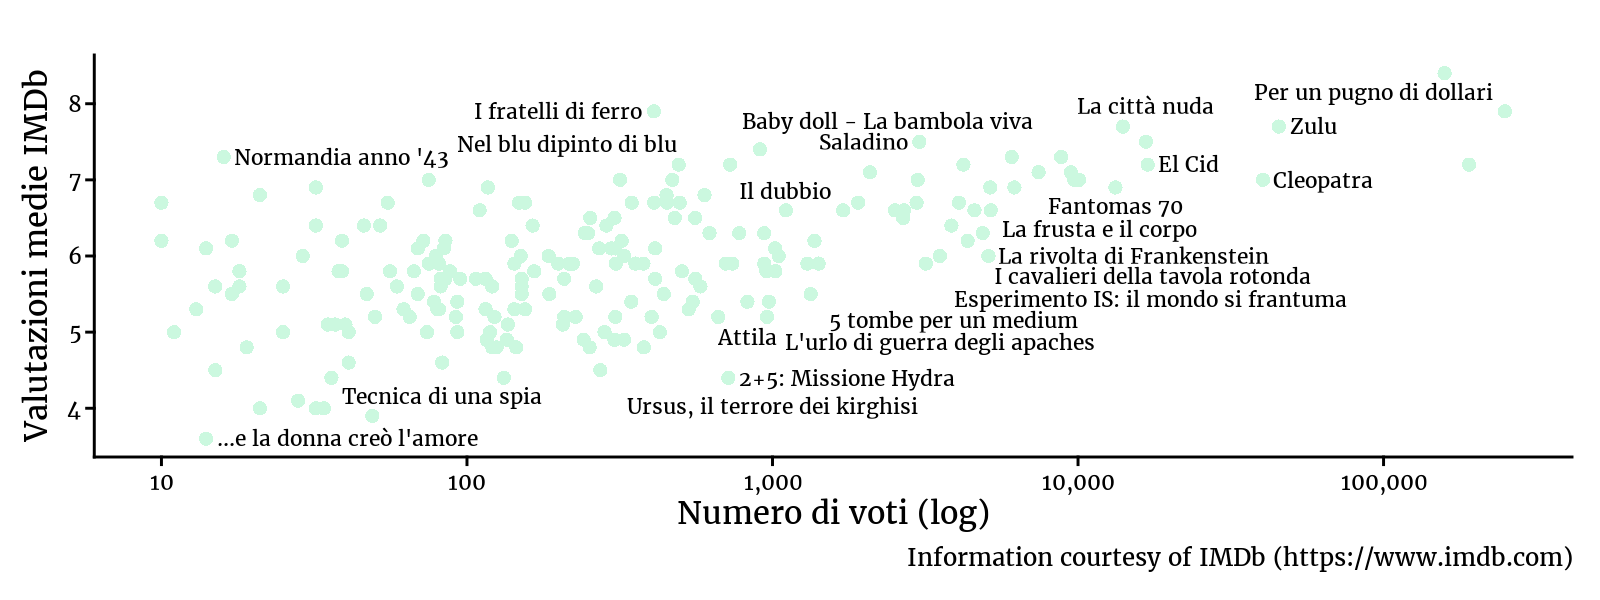 Valutazioni medie IMDb
8
7
6
5
4
I fratelli di ferro
Normandia anno '43
Nel blu dipinto di blu
Baby doll - La bambola viva
Saladino
La città nuda
Per un pugno di dollari
Zulu
El Cid
Cleopatra
Il dubbio
Fantomas 70
La frusta e il corpo
La rivolta di Frankenstein
I cavalieri della tavola rotonda
Esperimento IS: il mondo si frantuma
5 tombe per un medium
Attila
L'urlo di guerra degli apaches
2+5: Missione Hydra
Tecnica di una spia
Ursus, il terrore dei kirghisi
...e la donna creò l'amore
10
100
1,000
10,000
100,000
Numero di voti (log)
Information courtesy of IMDb (https://www.imdb.com)